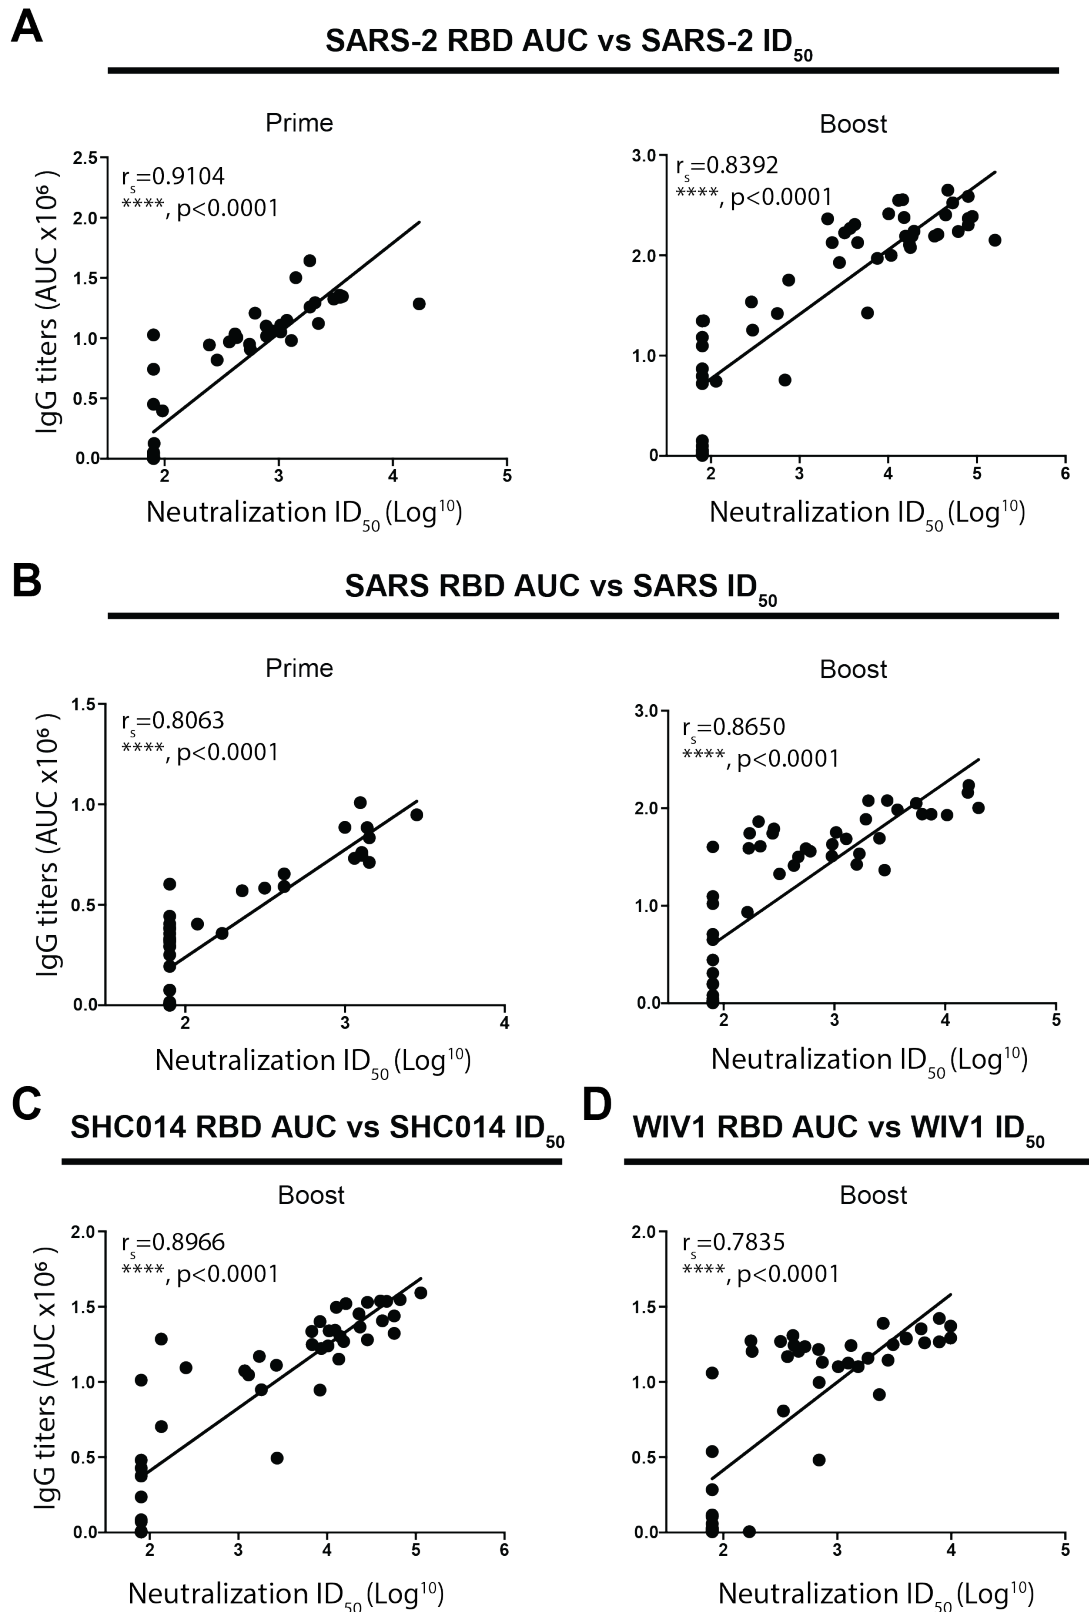 A
SARS-2 RBD AUC vs SARS-2 ID50
Prime
Boost
rs=0.9104
****, p<0.0001
IgG titers (AUC x10⁶ )
2.5
2.0
1.5
1.0
0.5
0.0
2 3 4 5
Neutralization ID50 (Log¹⁰)
rs=0.8392
****, p<0.0001
3.0
2.0
1.0
0
2 3 4 5 6
Neutralization ID50 (Log¹⁰)
B
SARS RBD AUC vs SARS ID50
Prime
Boost
rs=0.8063
****, p<0.0001
IgG titers (AUC x10⁶ )
1.5
1.0
0.5
0.0
2 3 4
Neutralization ID50 (Log¹⁰)
rs=0.8650
****, p<0.0001
3.0
2.0
1.0
0.0
2 3 4 5
Neutralization ID50 (Log¹⁰)
C
SHC014 RBD AUC vs SHC014 ID50
Boost
rs=0.8966
****, p<0.0001
IgG titers (AUC x10⁶ )
2.0
1.5
1.0
0.5
0.0
2 3 4 5 6
Neutralization ID50 (Log¹⁰)
D
WIV1 RBD AUC vs WIV1 ID50
Boost
rs=0.7835
****, p<0.0001
2.0
1.5
1.0
0.5
0.0
2 3 4 5
Neutralization ID50 (Log¹⁰)